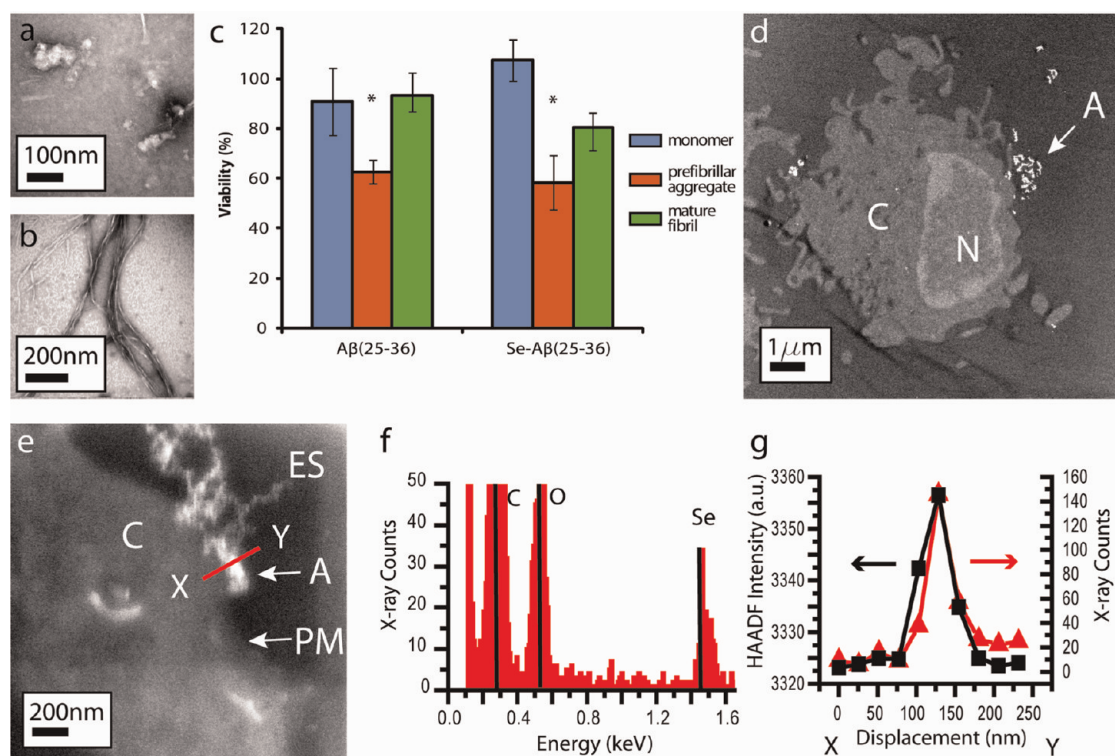 a
100nm
b
200nm
c
120
100
80
60
40
20
0
Viability (%)
*
*
Aβ(25-36)
Se-Aβ(25-36)
monomer
prefibrillar
aggregate
mature
fibril
d
A
C
N
1μm
e
ES
C
Y
X
A
PM
200nm
f
50
40
30
20
10
0
X-ray Counts
C
O
Se
0.0
0.4
0.8
1.2
1.6
Energy (keV)
g
3360
3350
3340
3330
3320
HAADF Intensity (a.u.)
160
140
120
100
80
60
40
20
0
X-ray Counts
0
50
100
150
200
250
X
Displacement (nm)
Y